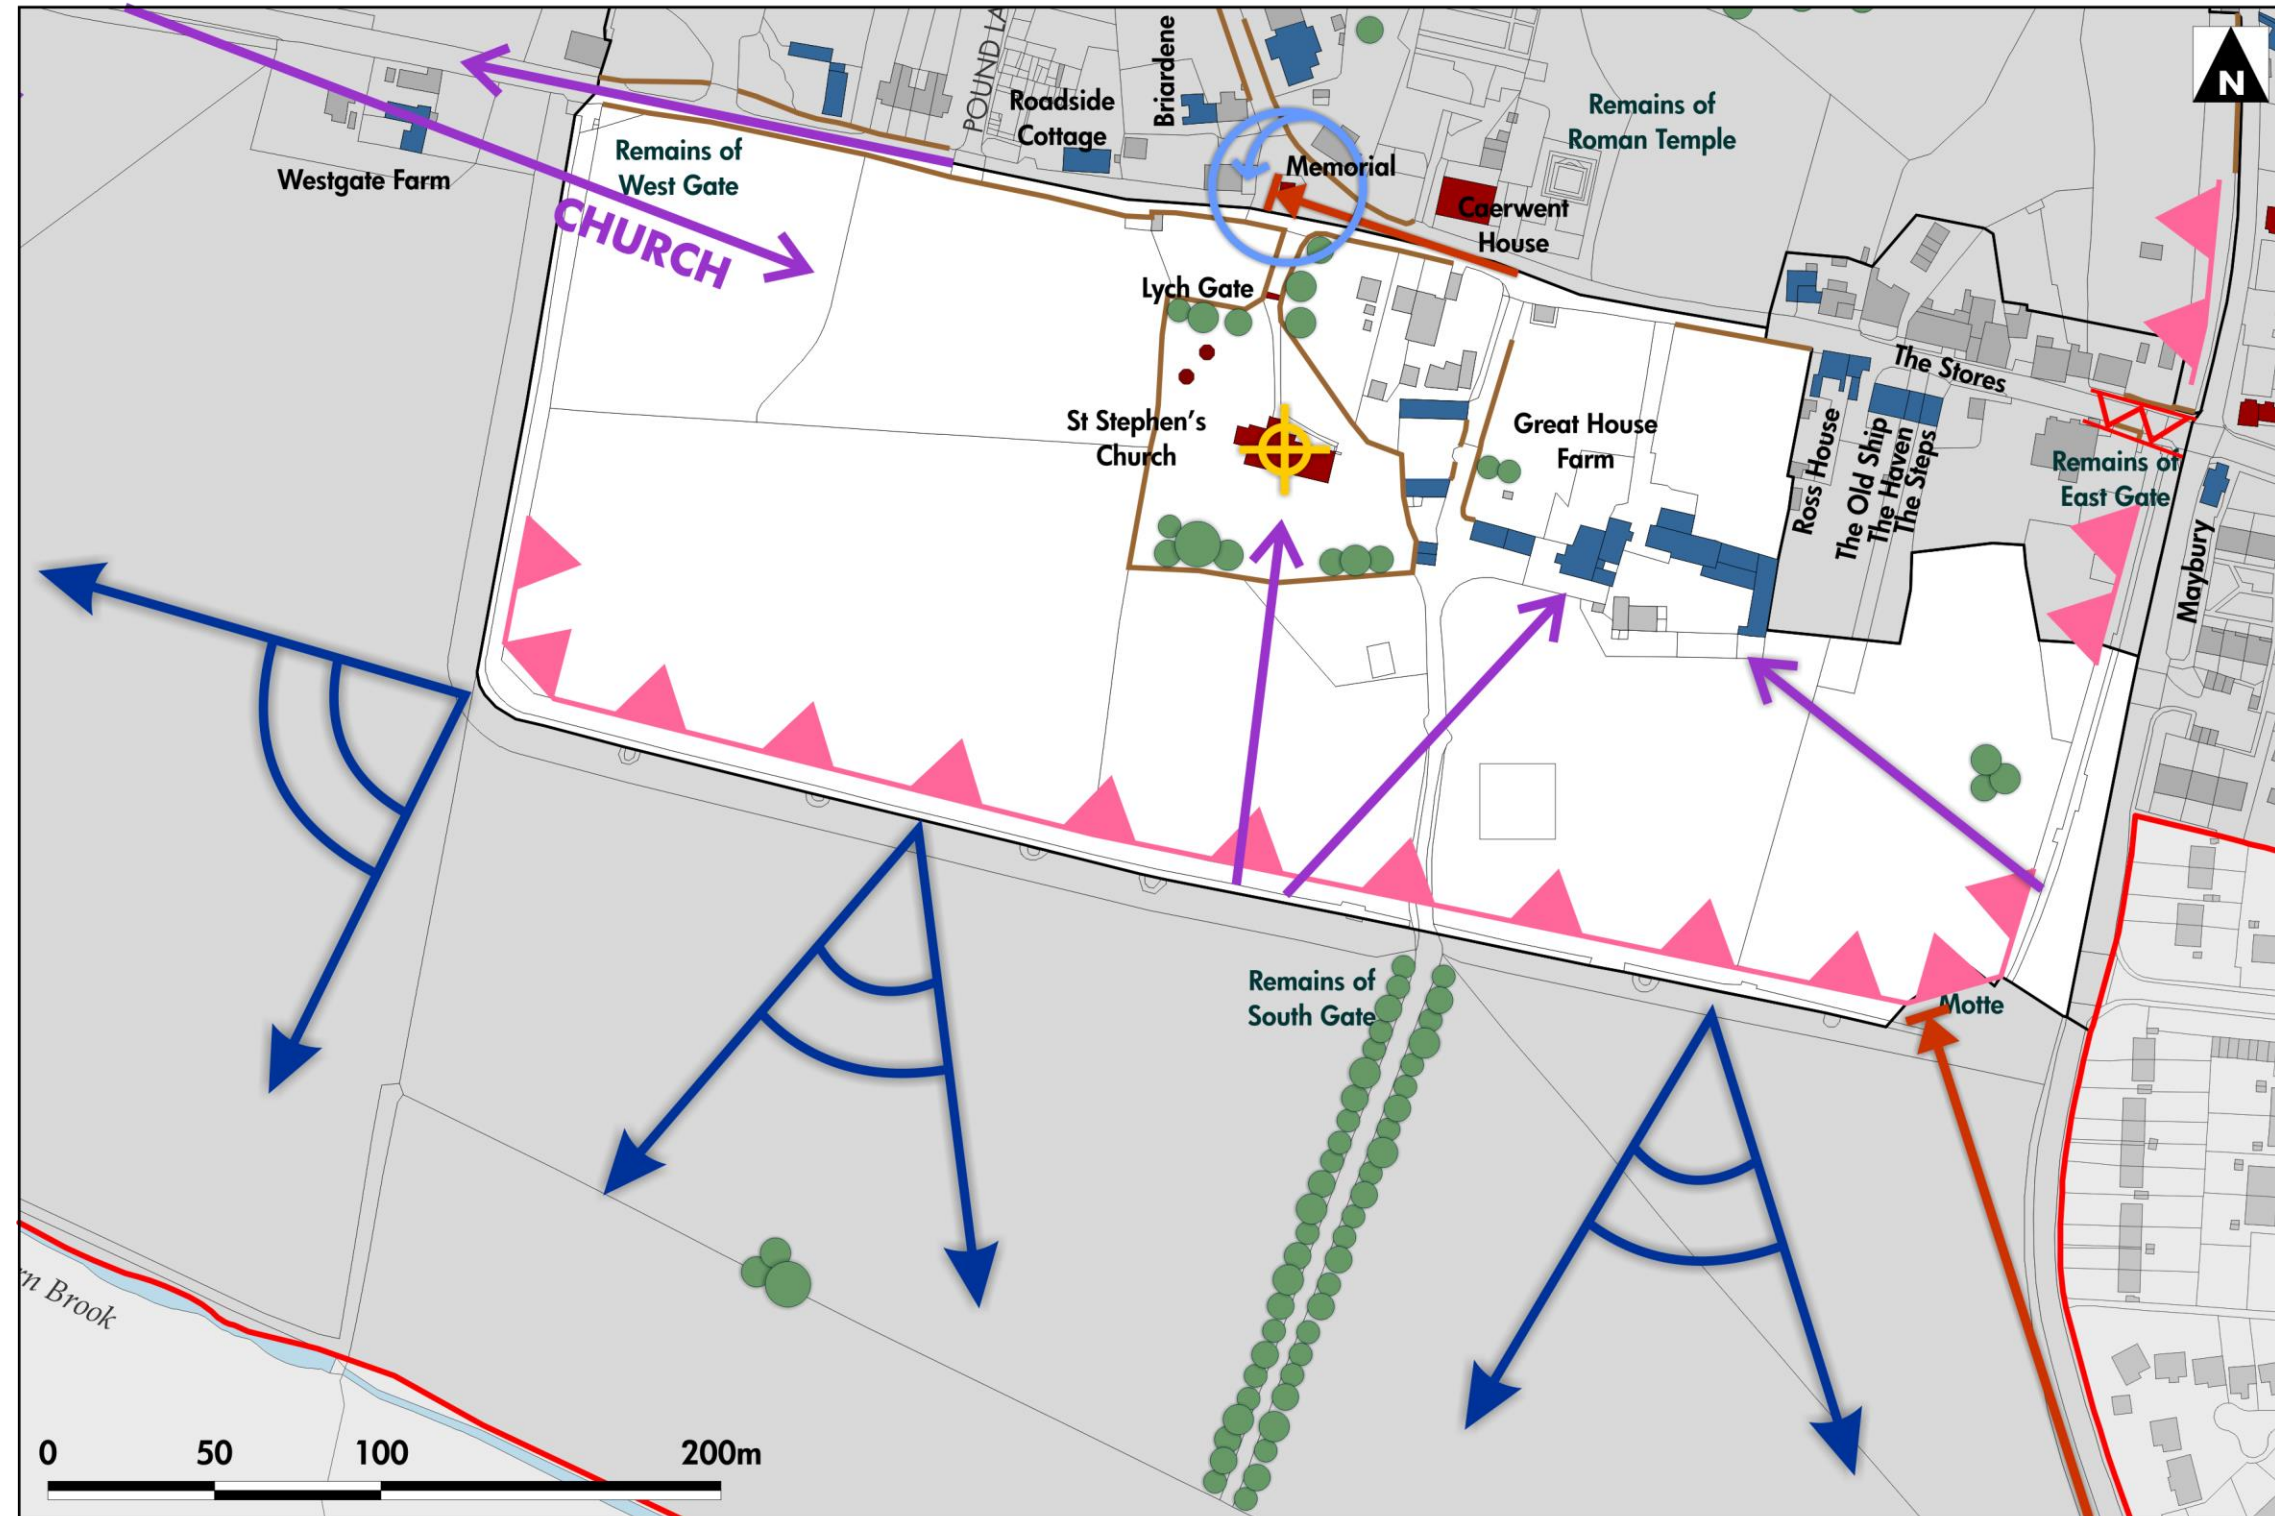 POUND LA
Briardene
Roadside
Cottage
Remains of
Roman Temple
N
Remains of
West Gate
Westgate Farm
CHURCH
Memorial
Caerwent
House
Lych Gate
St Stephen's
Church
Great House
Farm
The Stores
Ross House
The Old Ship
The Haven
The Steps
Remains of
East Gate
Maybury
Remains of
South Gate
Motte
rn Brook
0 50 100 200m